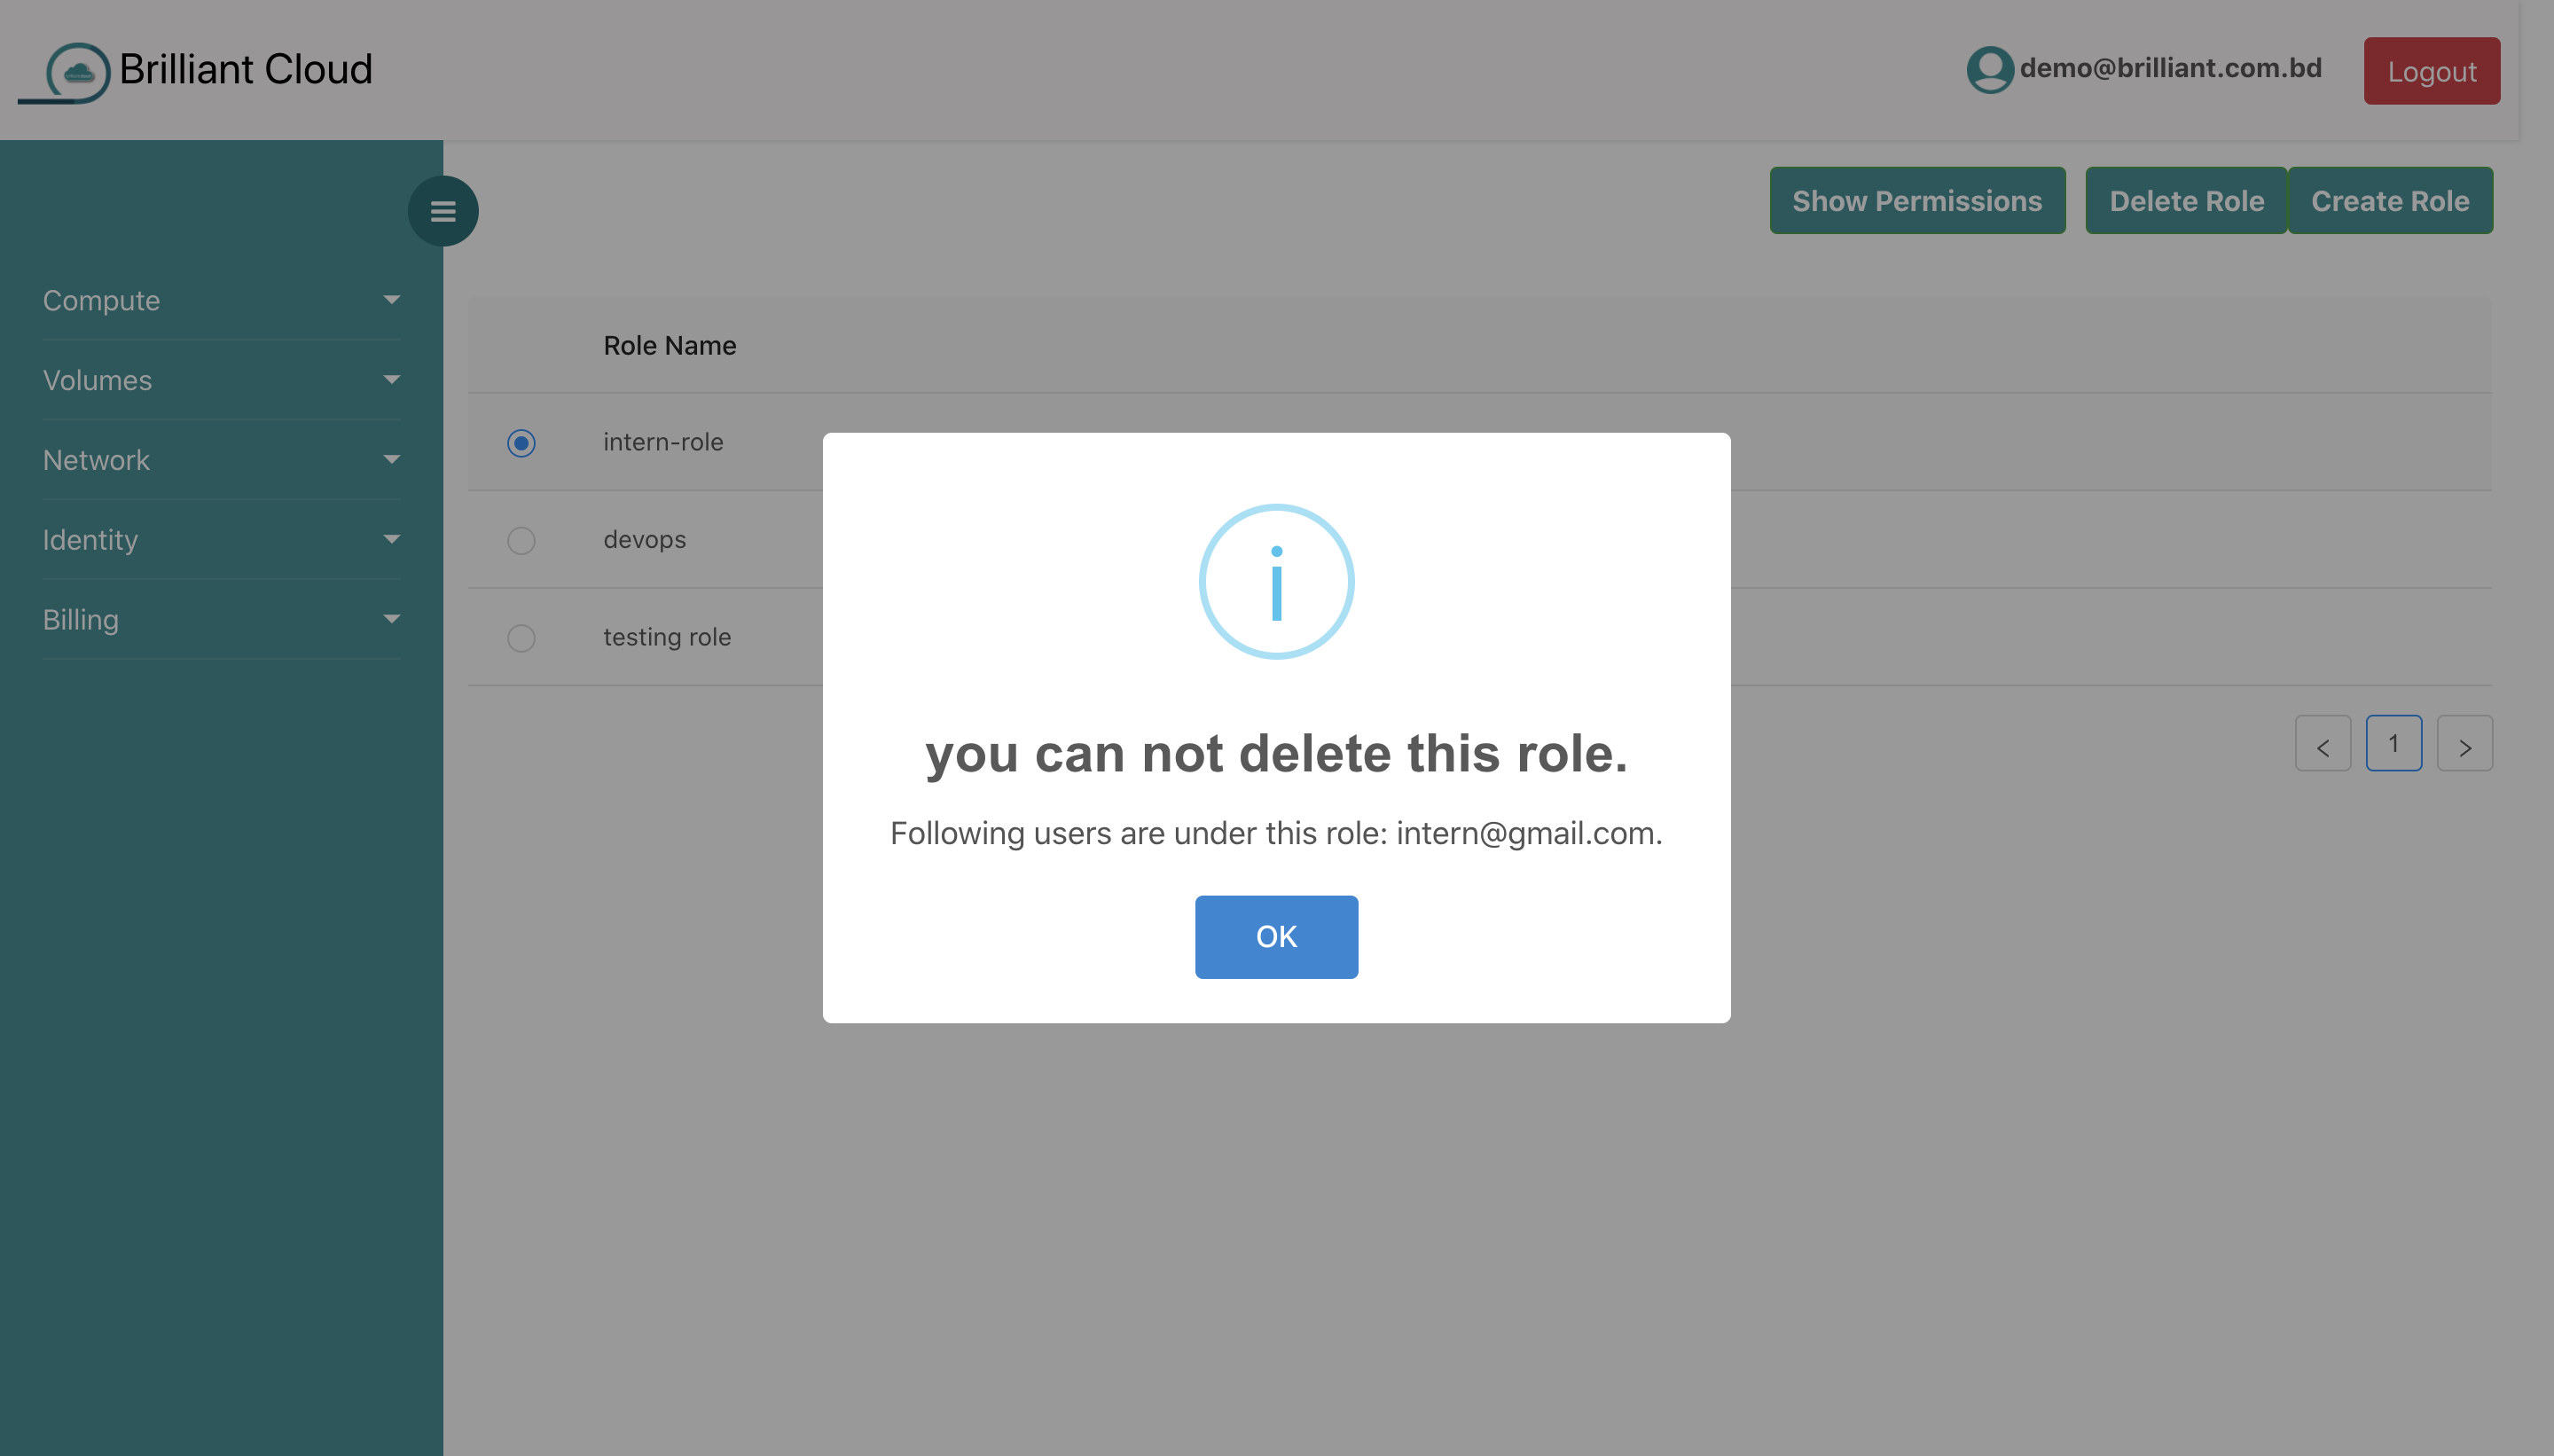 Brilliant Cloud
demo@brilliant.com.bd
Logout
Show Permissions
Delete Role
Create Role
Compute
Volumes
Network
Identity
Billing
Role Name
intern-role
devops
testing role
1
you can not delete this role.
Following users are under this role: intern@gmail.com.
OK